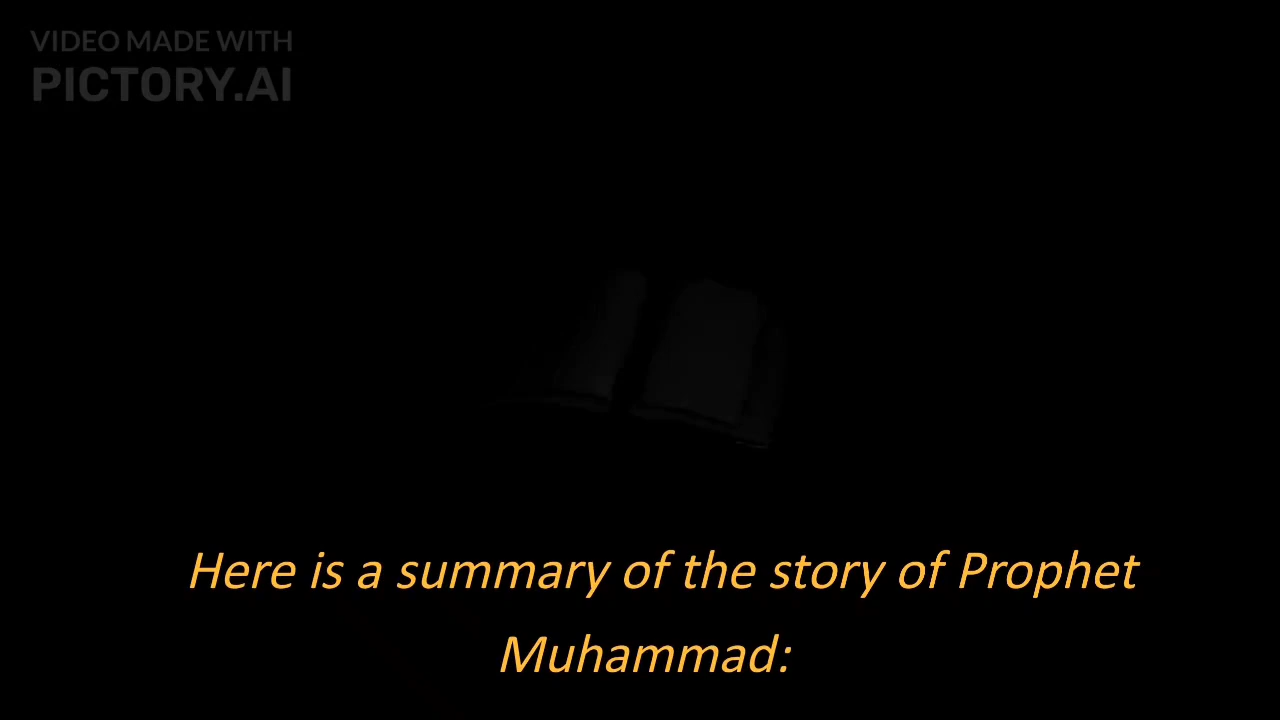 VIDEO MADE WITH
PICTORY.AI
Here is a summary of the story of Prophet
Muhammad: